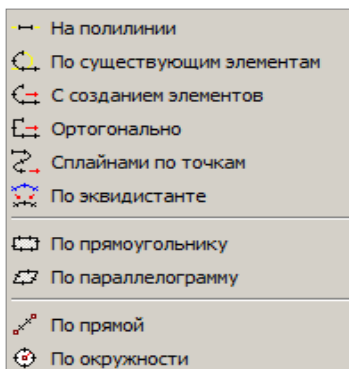 На полилинии
По существующим элементам
С созданием элементов
Ортогонально
Сплайнами по точкам
По эквидистанте
По прямоугольнику
По параллелограмму
По прямой
По окружности